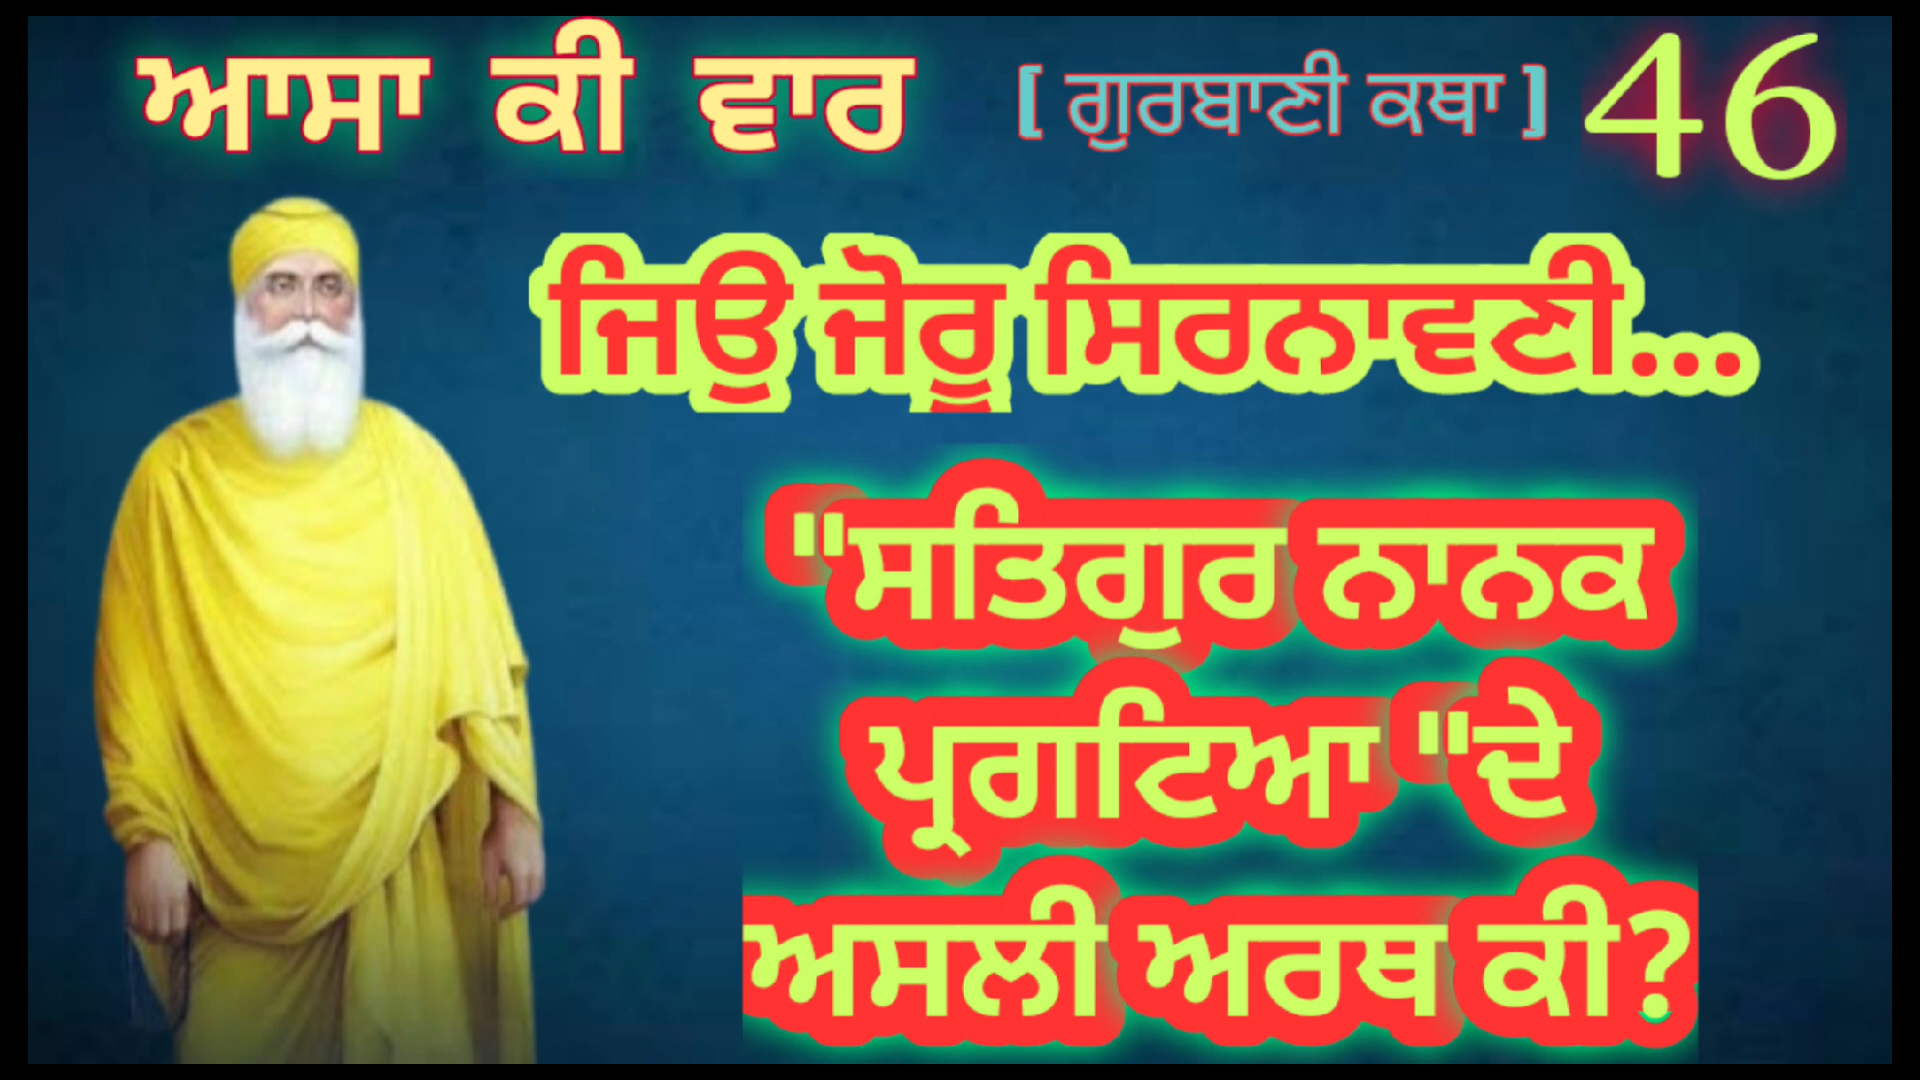 ਆਸਾ ਕੀ ਵਾਰ [ ਗੁਰਬਾਣੀ ਕਥਾ ] 46
ਜਿਉ ਜੋਰੂ ਸਿਰਨਾਵਣੀ...
"ਸਤਿਗੁਰ ਨਾਨਕ
ਪ੍ਰਗਟਿਆ "ਦੇ
ਅਸਲੀ ਅਰਥ ਕੀ?